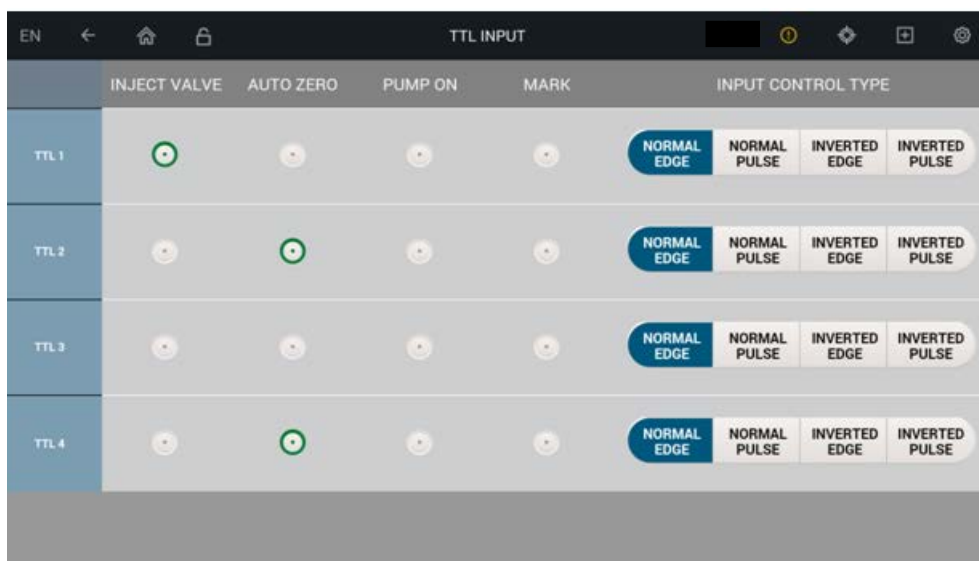 EN TTL INPUT
INJECT VALVE AUTO ZERO PUMP ON MARK INPUT CONTROL TYPE
TTL 1 NORMAL EDGE NORMAL PULSE INVERTED EDGE INVERTED PULSE
TTL 2 NORMAL EDGE NORMAL PULSE INVERTED EDGE INVERTED PULSE
TTL 3 NORMAL EDGE NORMAL PULSE INVERTED EDGE INVERTED PULSE
TTL 4 NORMAL EDGE NORMAL PULSE INVERTED EDGE INVERTED PULSE